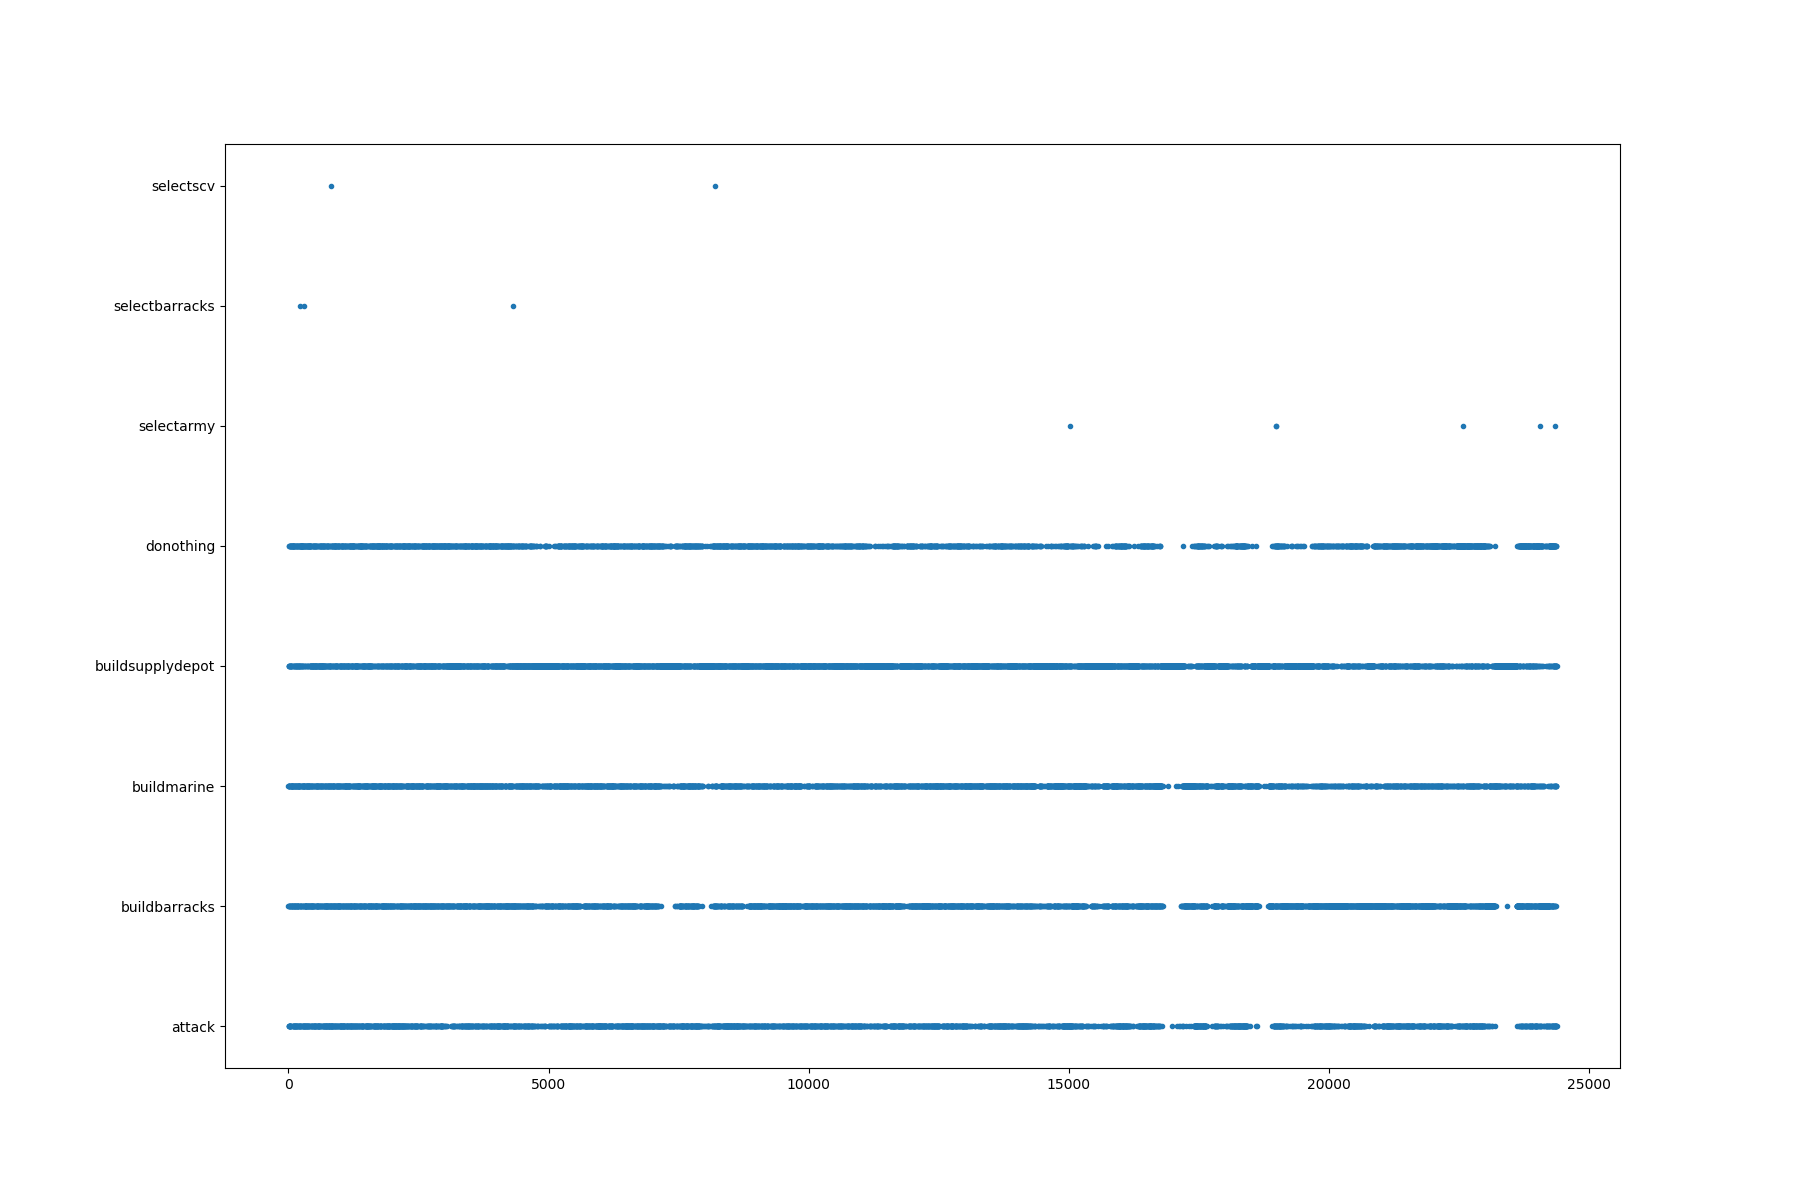 selectscv
selectbarracks
selectarmy
donothing
buildsupplydepot
buildmarine
buildbarracks
attack
0 5000 10000 15000 20000 25000